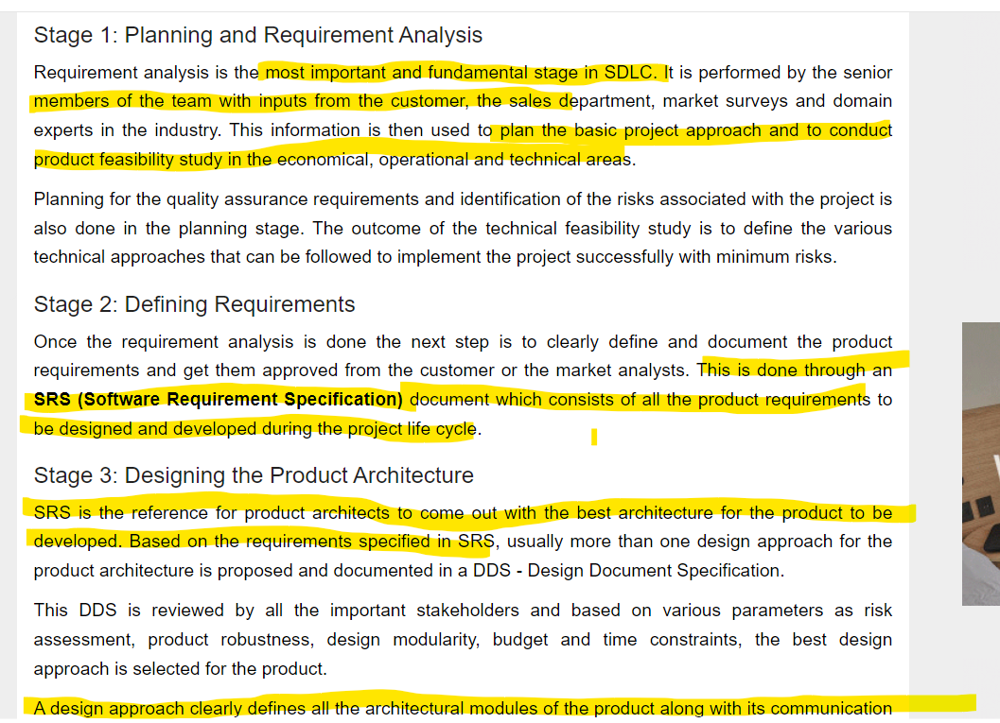 Stage 1: Planning and Requirement Analysis
Requirement analysis is the most important and fundamental stage in SDLC. It is performed by the senior
members of the team with inputs from the customer, the sales department, market surveys and domain
experts in the industry. This information is then used to plan the basic project approach and to conduct
product feasibility study in the economical, operational and technical areas.
Planning for the quality assurance requirements and identification of the risks associated with the project is
also done in the planning stage. The outcome of the technical feasibility study is to define the various
technical approaches that can be followed to implement the project successfully with minimum risks.
Stage 2: Defining Requirements
Once the requirement analysis is done the next step is to clearly define and document the product
requirements and get them approved from the customer or the market analysts. This is done through an
SRS (Software Requirement Specification) document which consists of all the product requirements to
be designed and developed during the project life cycle.
Stage 3: Designing the Product Architecture
SRS is the reference for product architects to come out with the best architecture for the product to be
developed. Based on the requirements specified in SRS, usually more than one design approach for the
product architecture is proposed and documented in a DDS - Design Document Specification.
This DDS is reviewed by all the important stakeholders and based on various parameters as risk
assessment, product robustness, design modularity, budget and time constraints, the best design
approach is selected for the product.
A design approach clearly defines all the architectural modules of the product along with its communication